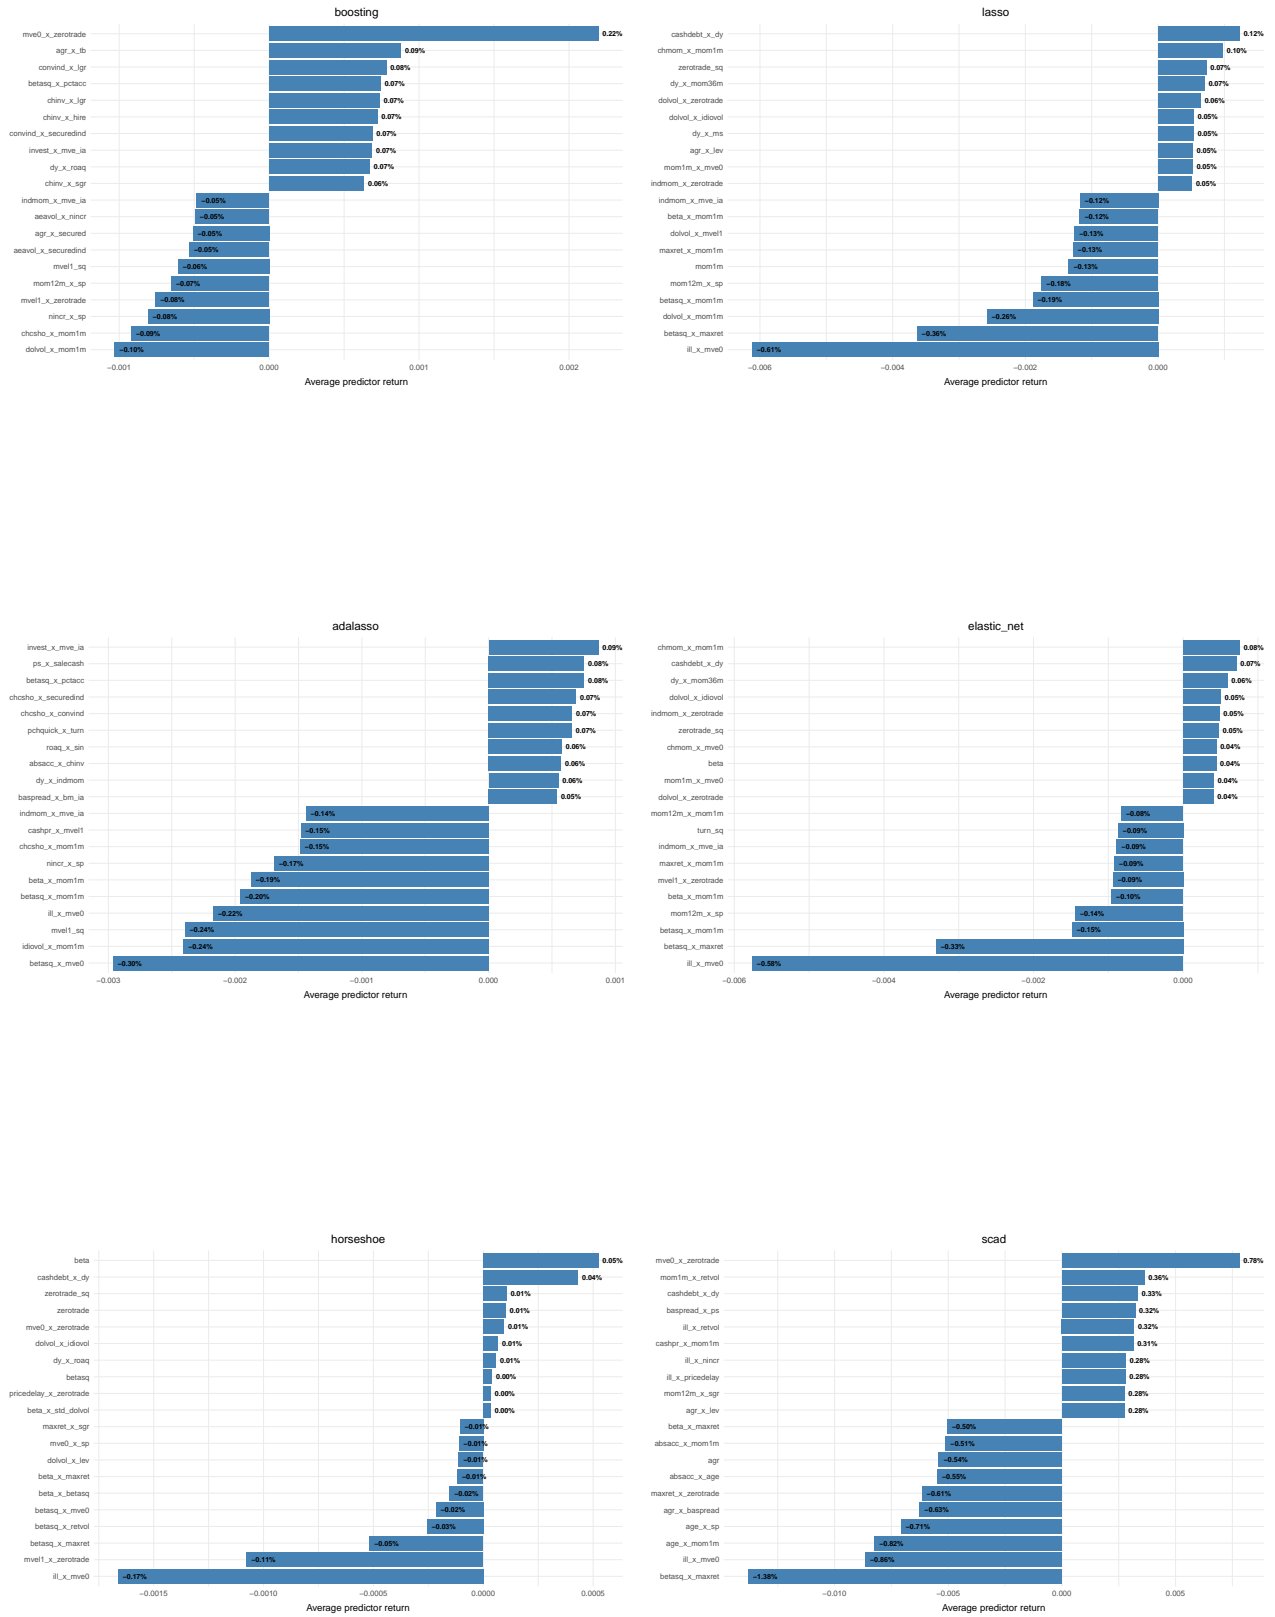 boosting
mve0_x_zerotrade 0.22%
agr_x_tb 0.09%
convind_x_lgr 0.08%
betasq_x_pctacc 0.07%
chinv_x_lgr 0.07%
chinv_x_hire 0.07%
convind_x_securedind 0.07%
invest_x_mve_ia 0.07%
dy_x_roaq 0.07%
chinv_x_sgr 0.06%
indmom_x_mve_ia −0.05%
aeavol_x_nincr −0.05%
agr_x_secured −0.05%
aeavol_x_securedind −0.05%
mvel1_sq −0.06%
mom12m_x_sp −0.07%
mvel1_x_zerotrade −0.08%
nincr_x_sp −0.08%
chcsho_x_mom1m −0.09%
dolvol_x_mom1m −0.10%
−0.001 0.000 0.001 0.002
Average predictor return
lasso
cashdebt_x_dy 0.12%
chmom_x_mom1m 0.10%
zerotrade_sq 0.07%
dy_x_mom36m 0.07%
dolvol_x_zerotrade 0.06%
dolvol_x_idiovol 0.05%
dy_x_ms 0.05%
agr_x_lev 0.05%
mom1m_x_mve0 0.05%
indmom_x_zerotrade 0.05%
indmom_x_mve_ia −0.12%
beta_x_mom1m −0.12%
dolvol_x_mvel1 −0.13%
maxret_x_mom1m −0.13%
mom1m −0.13%
mom12m_x_sp −0.18%
betasq_x_mom1m −0.19%
dolvol_x_mom1m −0.26%
betasq_x_maxret −0.36%
ill_x_mve0 −0.61%
−0.006 −0.004 −0.002 0.000
Average predictor return
adalasso
invest_x_mve_ia 0.09%
ps_x_salecash 0.08%
betasq_x_pctacc 0.08%
chcsho_x_securedind 0.07%
chcsho_x_convind 0.07%
pchquick_x_turn 0.07%
roaq_x_sin 0.06%
absacc_x_chinv 0.06%
dy_x_indmom 0.06%
baspread_x_bm_ia 0.05%
indmom_x_mve_ia −0.14%
cashpr_x_mvel1 −0.15%
chcsho_x_mom1m −0.15%
nincr_x_sp −0.17%
beta_x_mom1m −0.19%
betasq_x_mom1m −0.20%
ill_x_mve0 −0.22%
mvel1_sq −0.24%
idiovol_x_mom1m −0.24%
betasq_x_mve0 −0.30%
−0.003 −0.002 −0.001 0.000 0.001
Average predictor return
elastic_net
chmom_x_mom1m 0.08%
cashdebt_x_dy 0.07%
dy_x_mom36m 0.06%
dolvol_x_idiovol 0.05%
indmom_x_zerotrade 0.05%
zerotrade_sq 0.05%
chmom_x_mve0 0.04%
beta 0.04%
mom1m_x_mve0 0.04%
dolvol_x_zerotrade 0.04%
mom12m_x_mom1m −0.08%
turn_sq −0.09%
indmom_x_mve_ia −0.09%
maxret_x_mom1m −0.09%
mvel1_x_zerotrade −0.09%
beta_x_mom1m −0.10%
mom12m_x_sp −0.14%
betasq_x_mom1m −0.15%
betasq_x_maxret −0.33%
ill_x_mve0 −0.58%
−0.006 −0.004 −0.002 0.000
Average predictor return
horseshoe
beta 0.05%
cashdebt_x_dy 0.04%
zerotrade_sq 0.01%
zerotrade 0.01%
mve0_x_zerotrade 0.01%
dolvol_x_idiovol 0.01%
dy_x_roaq 0.01%
betasq 0.00%
pricedelay_x_zerotrade 0.00%
beta_x_std_dolvol 0.00%
maxret_x_sgr −0.01%
mve0_x_sp −0.01%
dolvol_x_lev −0.01%
beta_x_maxret −0.01%
beta_x_betasq −0.02%
betasq_x_mve0 −0.02%
betasq_x_retvol −0.03%
betasq_x_maxret −0.05%
mvel1_x_zerotrade −0.11%
ill_x_mve0 −0.17%
−0.0015 −0.0010 −0.0005 0.0000 0.0005
Average predictor return
scad
mve0_x_zerotrade 0.78%
mom1m_x_retvol 0.36%
cashdebt_x_dy 0.33%
baspread_x_ps 0.32%
ill_x_retvol 0.32%
cashpr_x_mom1m 0.31%
ill_x_nincr 0.28%
ill_x_pricedelay 0.28%
mom12m_x_sgr 0.28%
agr_x_lev 0.28%
beta_x_maxret −0.50%
absacc_x_mom1m −0.51%
agr −0.54%
absacc_x_age −0.55%
maxret_x_zerotrade −0.61%
agr_x_baspread −0.63%
age_x_sp −0.71%
age_x_mom1m −0.82%
ill_x_mve0 −0.86%
betasq_x_maxret −1.38%
−0.010 −0.005 0.000 0.005
Average predictor return